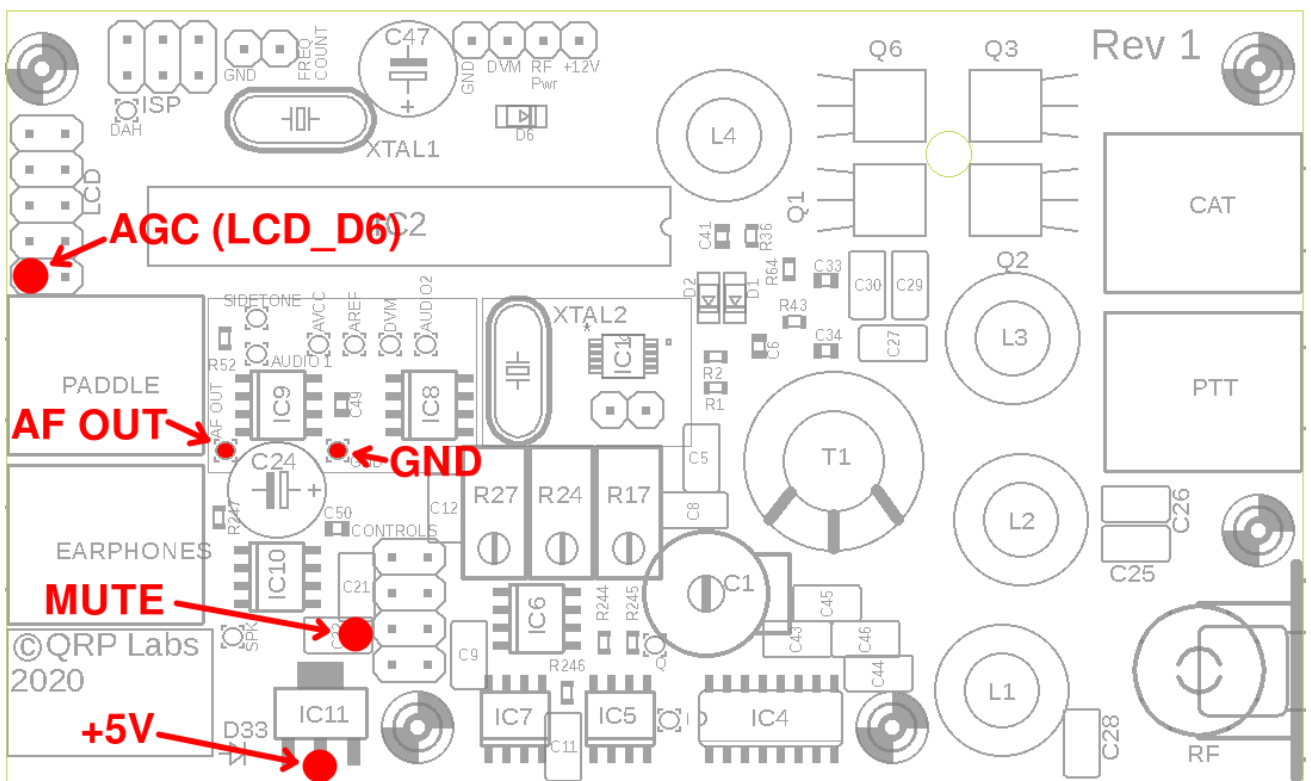 C47
Q6
Q3
Rev 1
GND
FREQ
COUNT
GND
DVM
RF
Pwr
+12V
ISP
DAH
XTAL1
D6
L4
LCD
CAT
AGC (LCD_D6)
IC2
C41
R36
Q1
Q2
R64
C33
C30
C29
D2
D1
SIDETONE
AVCC
AREF
DVM
AUDIO2
XTAL2
*
R43
C34
C27
L3
R52
AUDIO 1
IC1
C6
R2
R1
PADDLE
PTT
IC9
C49
IC8
AF OUT
AF OUT
GND
GND
C24
+
C5
T1
R27
R24
R17
C12
C8
R247
C50
CONTROLS
L2
C26
C25
EARPHONES
IC10
C21
C1
MUTE
C22
IC6
R244
R245
C45
C43
C46
C44
SPK
©QRP Labs
2020
C9
Q
R246
L1
IC11
IC7
IC5
I
IC4
C11
D33
+5V
C28
RF